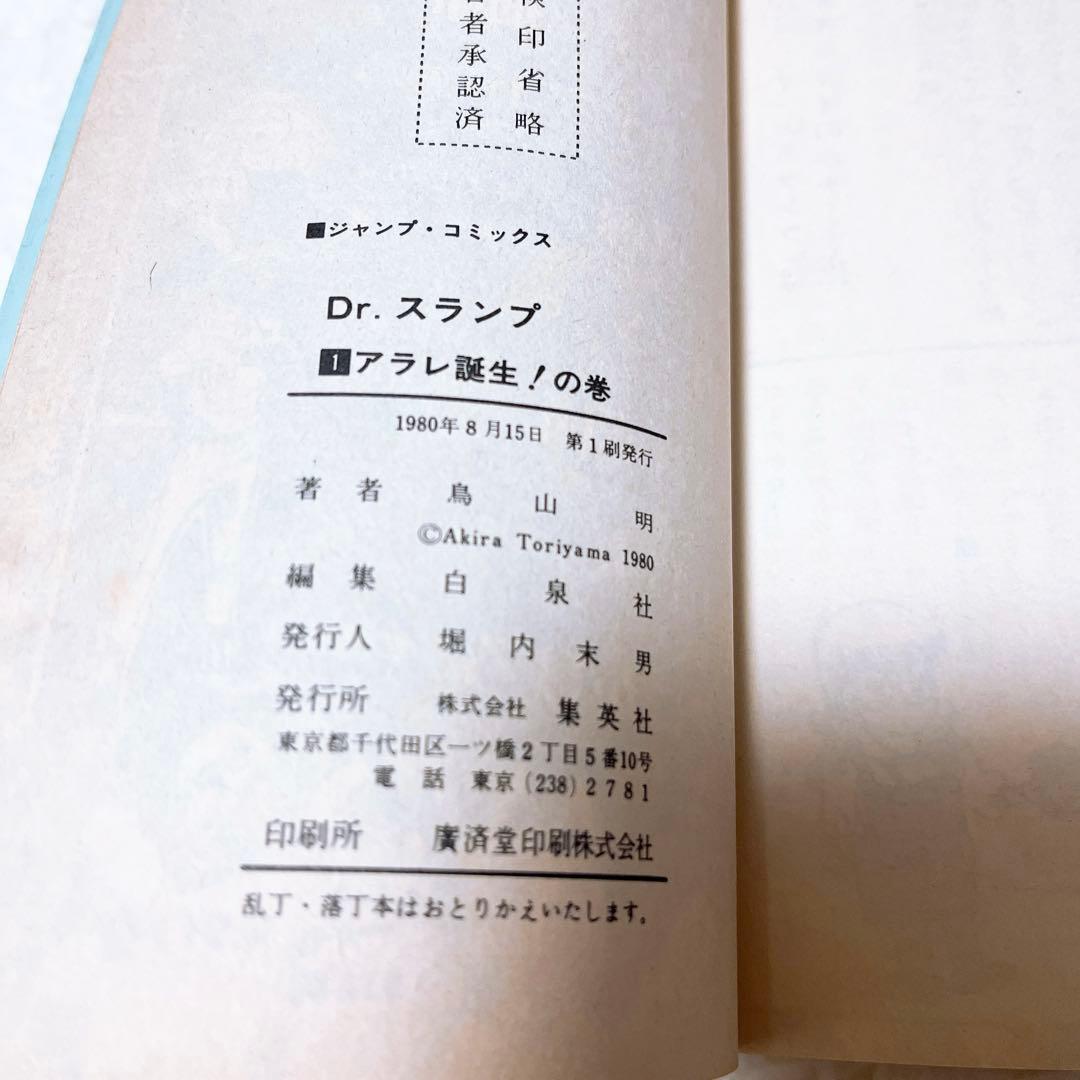 検印省略
者承認済
■ジャンプ・コミックス
Dr.スランプ
1アラレ誕生!の巻
1980年8月15日 第1刷発行
著者 鳥山明
©Akira Toriyama 1980
編集 白泉社
発行人 堀内末男
発行所 株式会社 集英社
東京都千代田区一ツ橋2丁目5番10号
電話 東京(238)2781
印刷所 廣済堂印刷株式会社
乱丁・落丁本はおとりかえいたします。